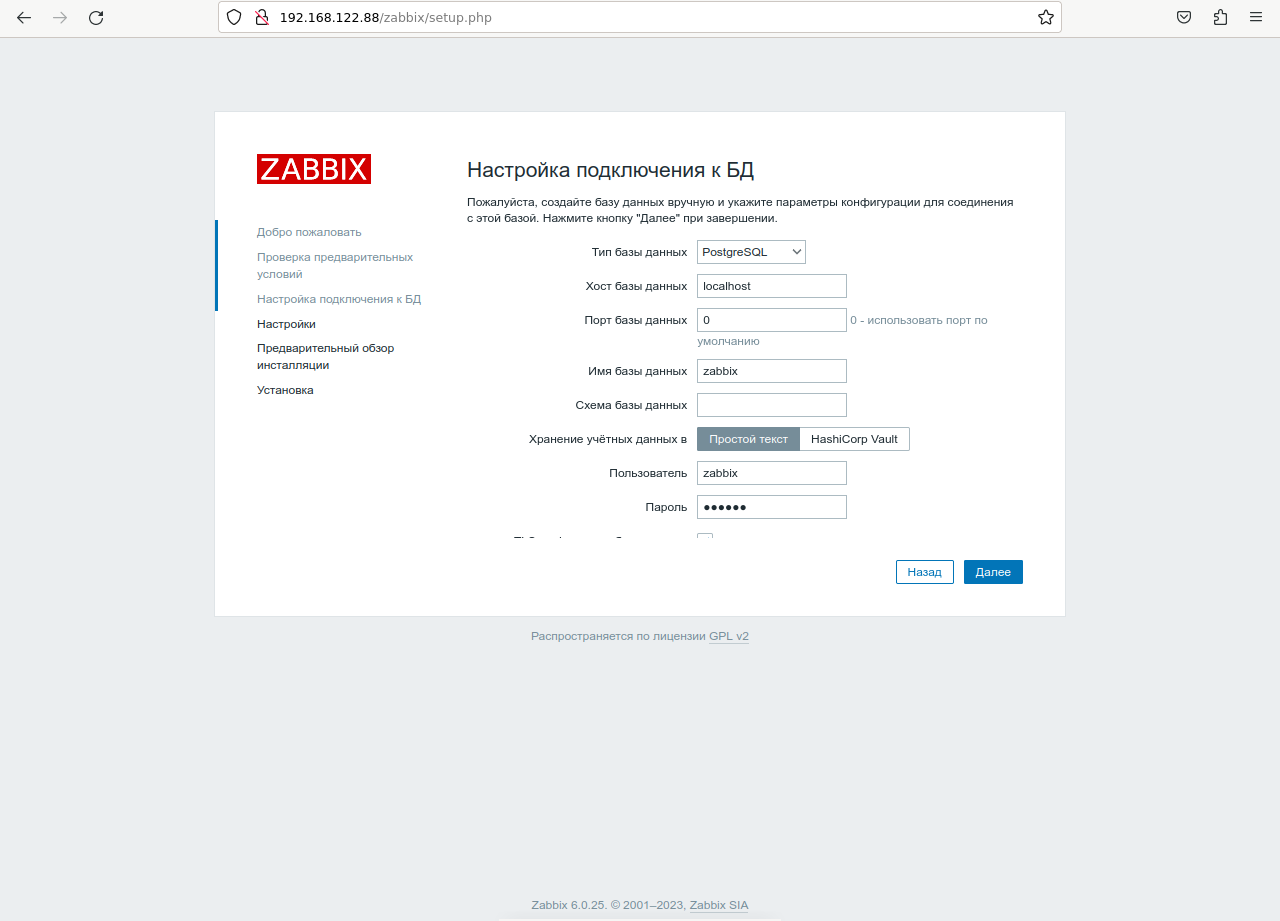 192.168.122.88/zabbix/setup.php
ZABBIX
Добро пожаловать
Проверка предварительных
условий
Настройка подключения к БД
Настройки
Предварительный обзор
инсталляции
Установка
Настройка подключения к БД
Пожалуйста, создайте базу данных вручную и укажите параметры конфигурации для соединения
с этой базой. Нажмите кнопку "Далее" при завершении.
Тип базы данных PostgreSQL
Хост базы данных localhost
Порт базы данных 0 0 - использовать порт по
умолчанию
Имя базы данных zabbix
Схема базы данных
Хранение учётных данных в Простой текст HashiCorp Vault
Пользователь zabbix
Пароль ●●●●●●
Назад Далее
Распространяется по лицензии GPL v2
Zabbix 6.0.25. © 2001–2023, Zabbix SIA